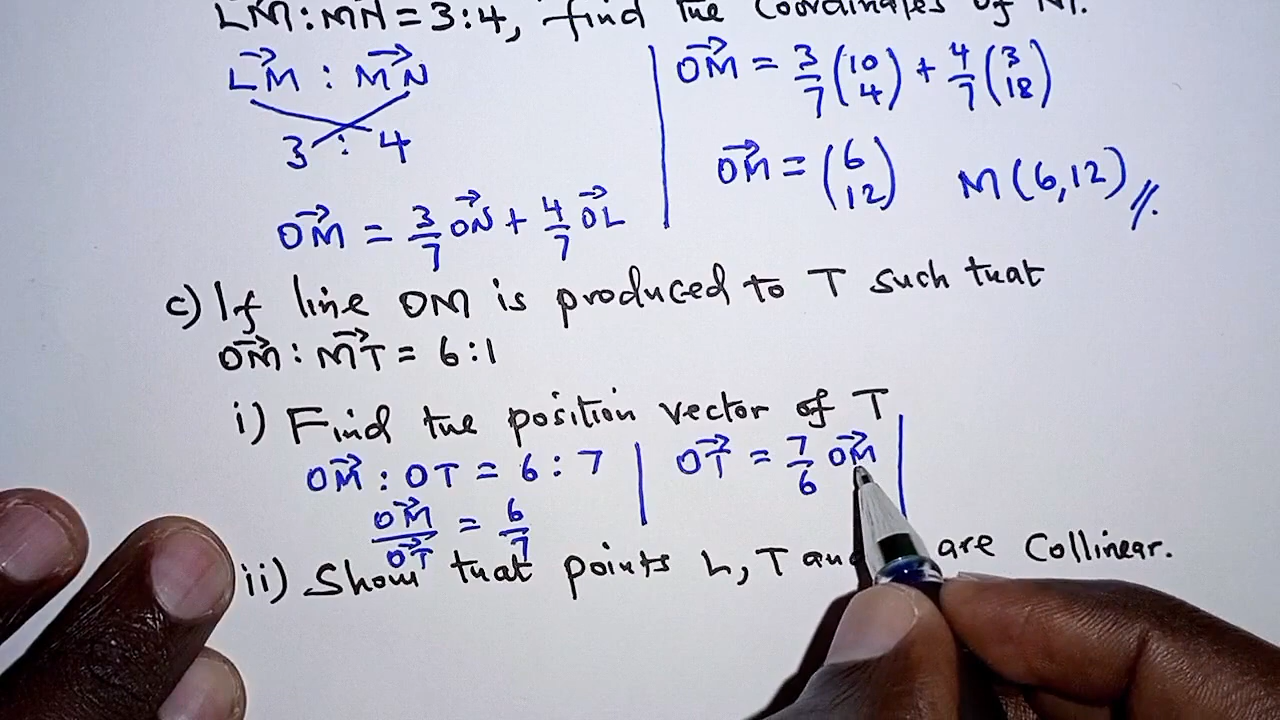 LM : MN = 3:4, find the coordinates of M.
LM : MN
3 : 4
OM = 3/7 ON + 4/7 OL
OM = 3/7 (10 4) + 4/7 (3 18)
OM = (6 12) M(6,12)//.
c) If line OM is produced to T such that
OM : MT = 6:1
i) Find the position vector of T
OM : OT = 6 : 7
OM/OT = 6/7
OT = 7/6 OM
ii) Show that points L, T are Collinear.